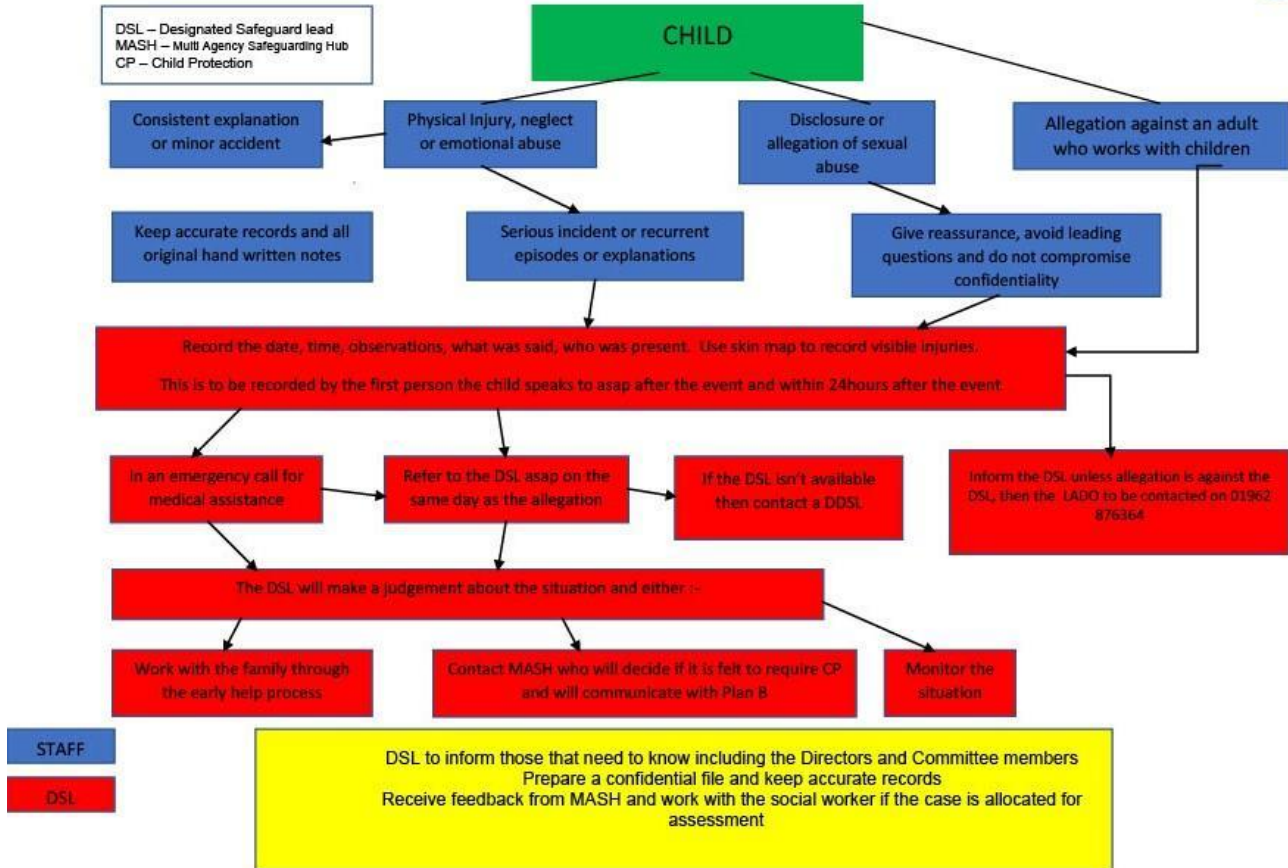 DSL – Designated Safeguard lead
MASH – Multi Agency Safeguarding Hub
CP – Child Protection
CHILD
Consistent explanation
or minor accident
Physical Injury, neglect
or emotional abuse
Disclosure or
allegation of sexual
abuse
Allegation against an adult
who works with children
Keep accurate records and all
original hand written notes
Serious incident or recurrent
episodes or explanations
Give reassurance, avoid leading
questions and do not compromise
confidentiality
Record the date, time, observations, what was said, who was present. Use skin map to record visible injuries.
This is to be recorded by the first person the child speaks to asap after the event and within 24hours after the event
In an emergency call for
medical assistance
Refer to the DSL asap on the
same day as the allegation
If the DSL isn't available
then contact a DDSL
Inform the DSL unless allegation is against the
DSL, then the LADO to be contacted on 01962
876364
The DSL will make a judgement about the situation and either :-
Work with the family through
the early help process
Contact MASH who will decide if it is felt to require CP
and will communicate with Plan B
Monitor the
situation
STAFF
DSL
DSL to inform those that need to know including the Directors and Committee members
Prepare a confidential file and keep accurate records
Receive feedback from MASH and work with the social worker if the case is allocated for
assessment